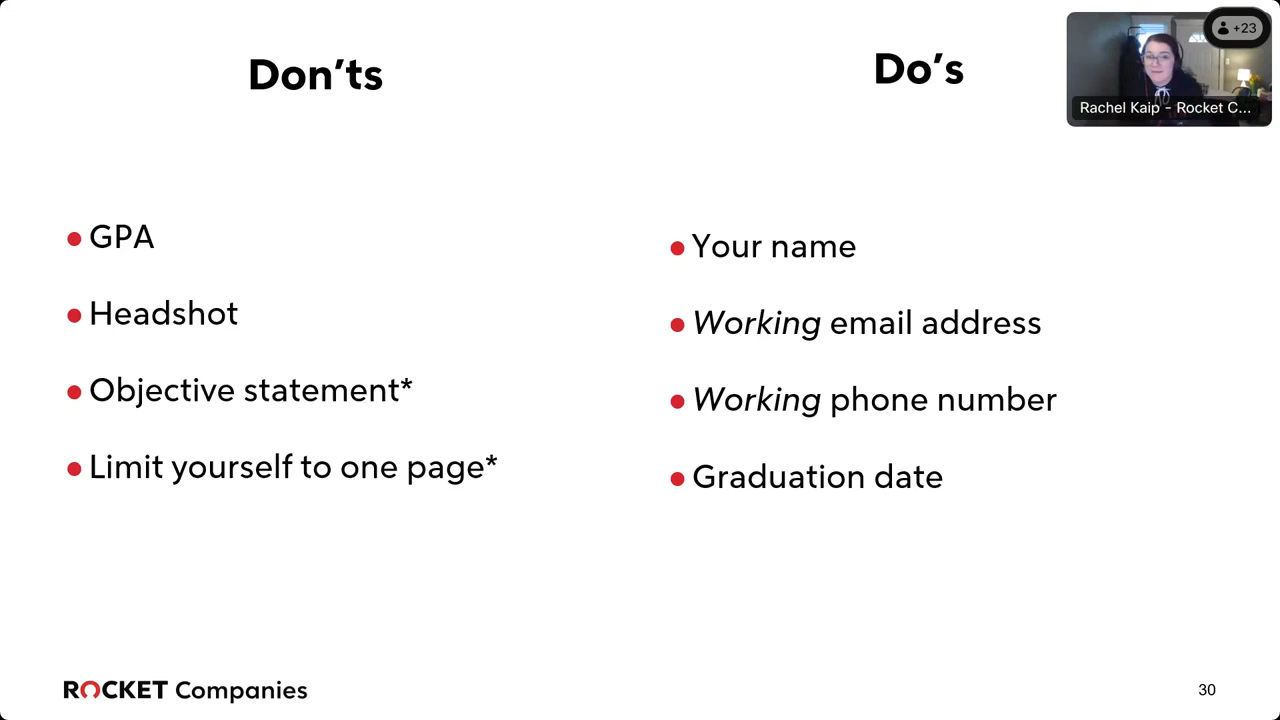 Don’ts
Do’s
+23
Rachel Kaip - Rocket C...
GPA
Headshot
Objective statement*
Limit yourself to one page*
Your name
Working email address
Working phone number
Graduation date
ROCKET Companies
30